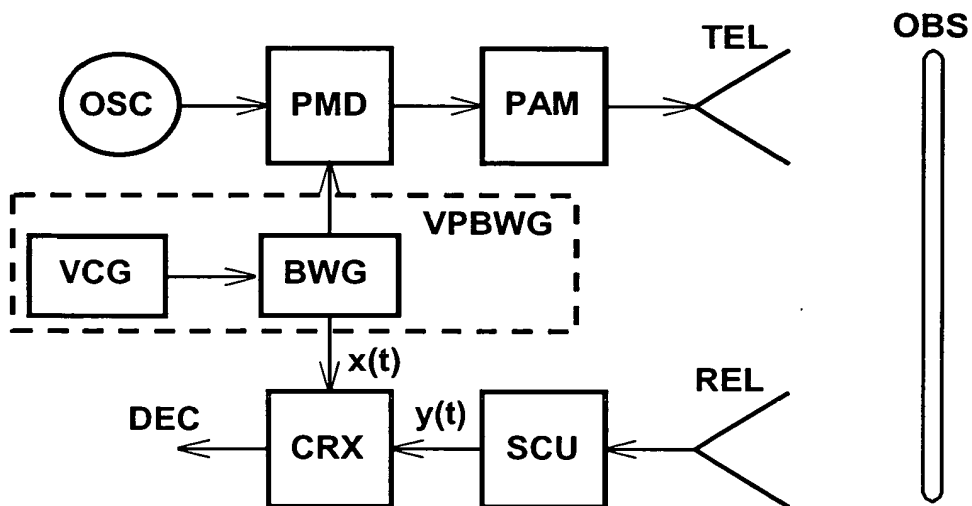 OBS
TEL
OSC
PMD
PAM
VPBWG
VCG
BWG
x(t)
REL
DEC
y(t)
CRX
SCU